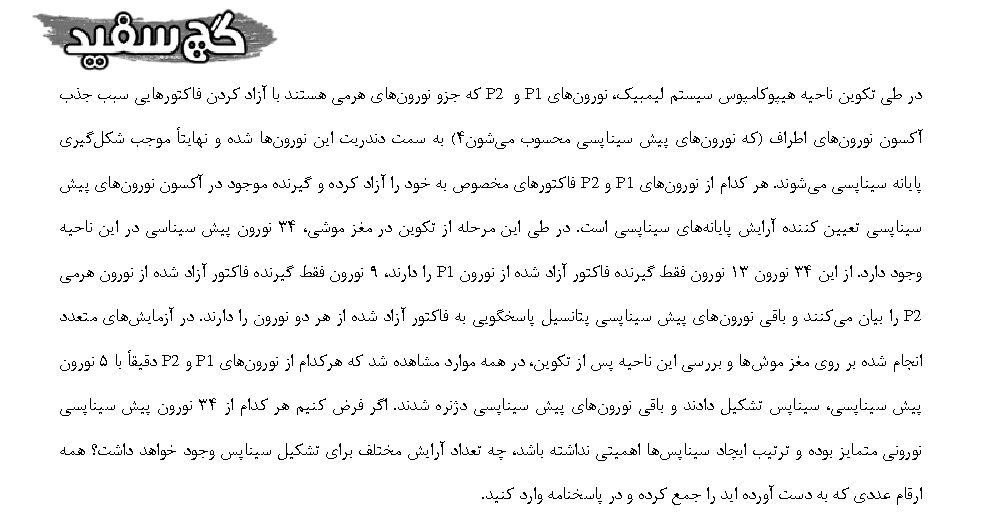 گچ سفید
در طی تکوین ناحیه هیپوکامپوس سیستم لیمبیک، نورون‌های P1 و P2 که جزو نورون‌های هرمی هستند با آزاد کردن فاکتورهایی سبب جذب
آکسون نورون‌های اطراف (که نورون‌های پیش سیناپسی محسوب می‌شون۴) به سمت دندریت این نورون‌ها شده و نهایتاً موجب شکل‌گیری
پایانه سیناپسی می‌شوند. هر کدام از نورون‌های P1 و P2 فاکتورهای مخصوص به خود را آزاد کرده و گیرنده موجود در آکسون نورون‌های پیش
سیناپسی تعیین کننده آرایش پایانه‌های سیناپسی است. در طی این مرحله از تکوین در مغز موشی، ۳۴ نورون پیش سیناسی در این ناحیه
وجود دارد. از این ۳۴ نورون ۱۳ نورون فقط گیرنده فاکتور آزاد شده از نورون P1 را دارند، ۹ نورون فقط گیرنده فاکتور آزاد شده از نورون هرمی
P2 را بیان می‌کنند و باقی نورون‌های پیش سیناپسی پتانسیل پاسخگویی به فاکتور آزاد شده از هر دو نورون را دارند. در آزمایش‌های متعدد
انجام شده بر روی مغز موش‌ها و بررسی این ناحیه پس از تکوین، در همه موارد مشاهده شد که هرکدام از نورون‌های P1 و P2 دقیقاً با ۵ نورون
پیش سیناپسی، سیناپس تشکیل دادند و باقی نورون‌های پیش سیناپسی دژنره شدند. اگر فرض کنیم هر کدام از ۳۴ نورون پیش سیناپسی
نورونی متمایز بوده و ترتیب ایجاد سیناپس‌ها اهمیتی نداشته باشد، چه تعداد آرایش مختلف برای تشکیل سیناپس وجود خواهد داشت؟ همه
ارقام عددی که به دست آورده اید را جمع کرده و در پاسخنامه وارد کنید.